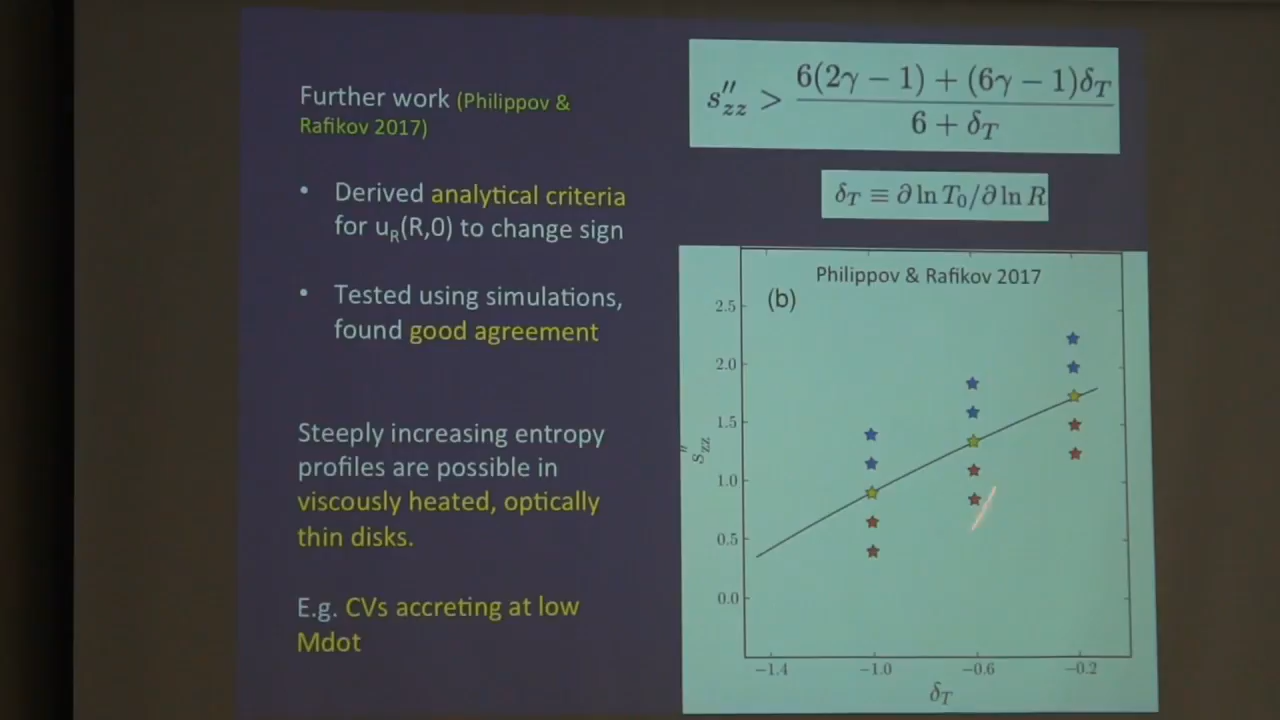 Further work (Philippov &
Rafikov 2017)
• Derived analytical criteria
for u_R(R,0) to change sign
• Tested using simulations,
found good agreement
Steeply increasing entropy
profiles are possible in
viscously heated, optically
thin disks.
E.g. CVs accreting at low
Mdot
s''_{zz} > \frac{6(2γ − 1) + (6γ − 1)δ_T}{6 + δ_T}
δ_T ≡ ∂ ln T_0/∂ ln R
Philippov & Rafikov 2017
(b)
2.5
2.0
1.5
1.0
0.5
0.0
s''_{zz}
−1.4 −1.0 −0.6 −0.2
δ_T